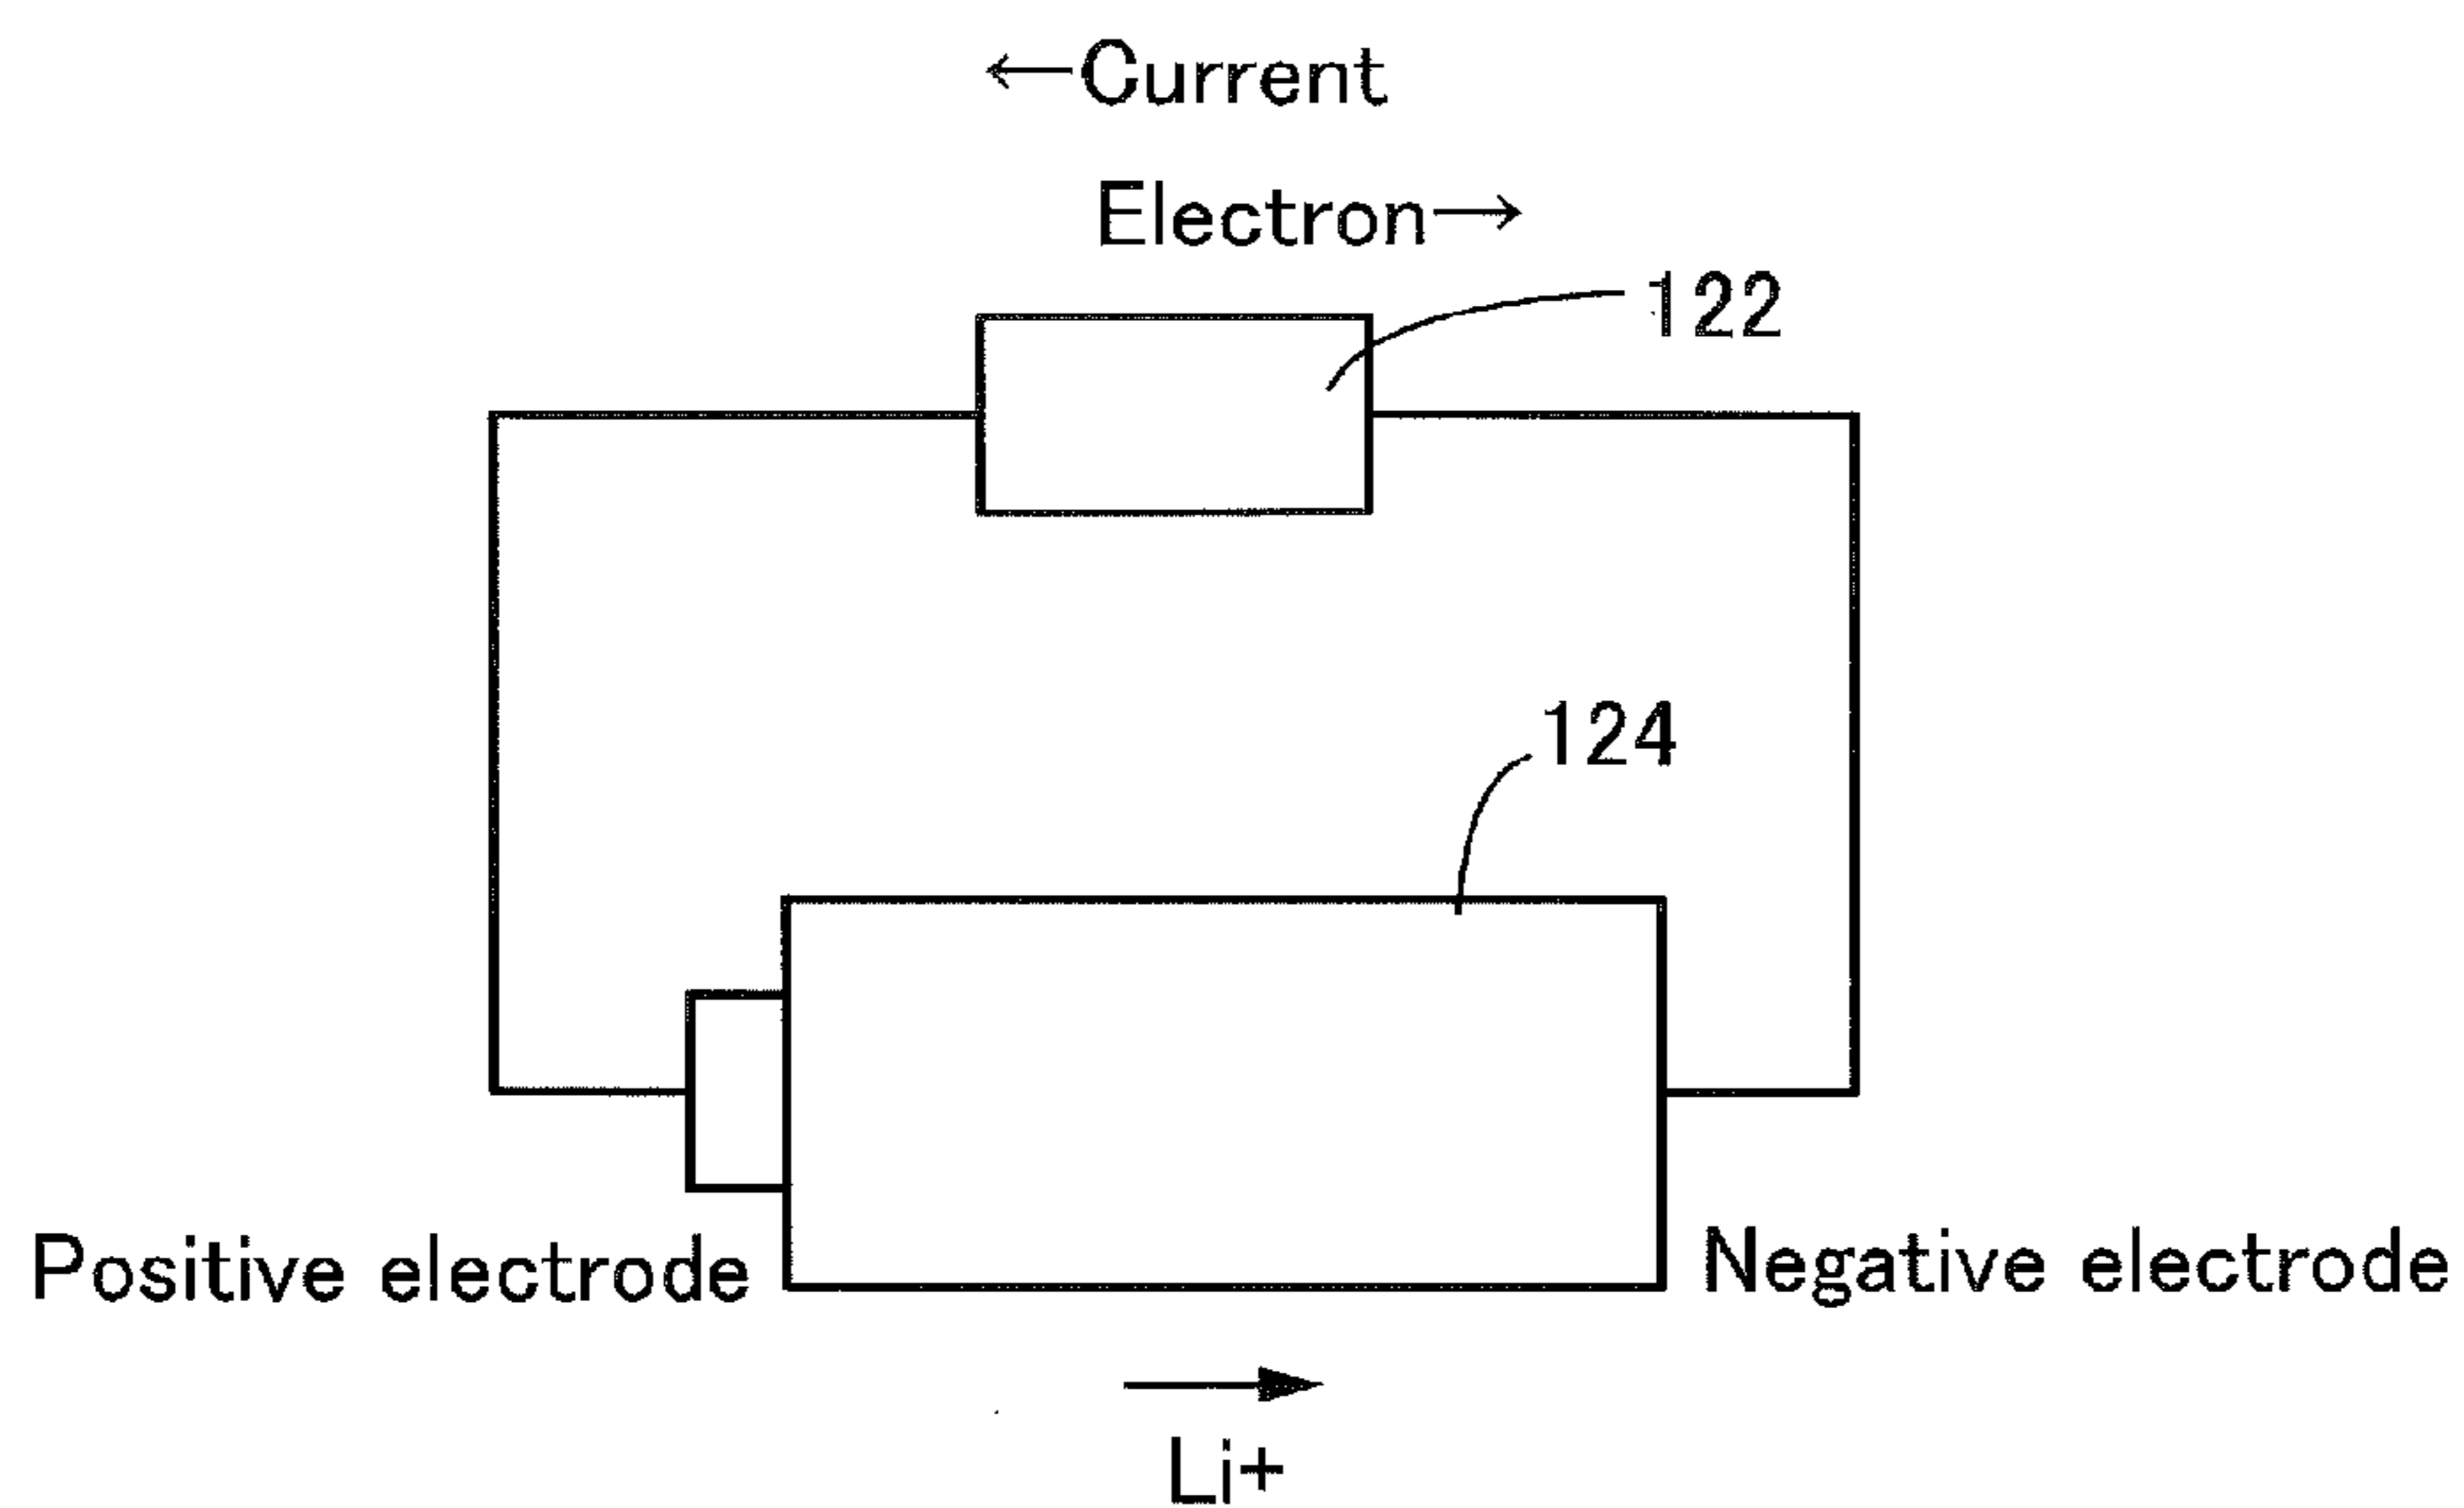 ←Current
Electron→
122
124
Positive electrode
Negative electrode
Li+